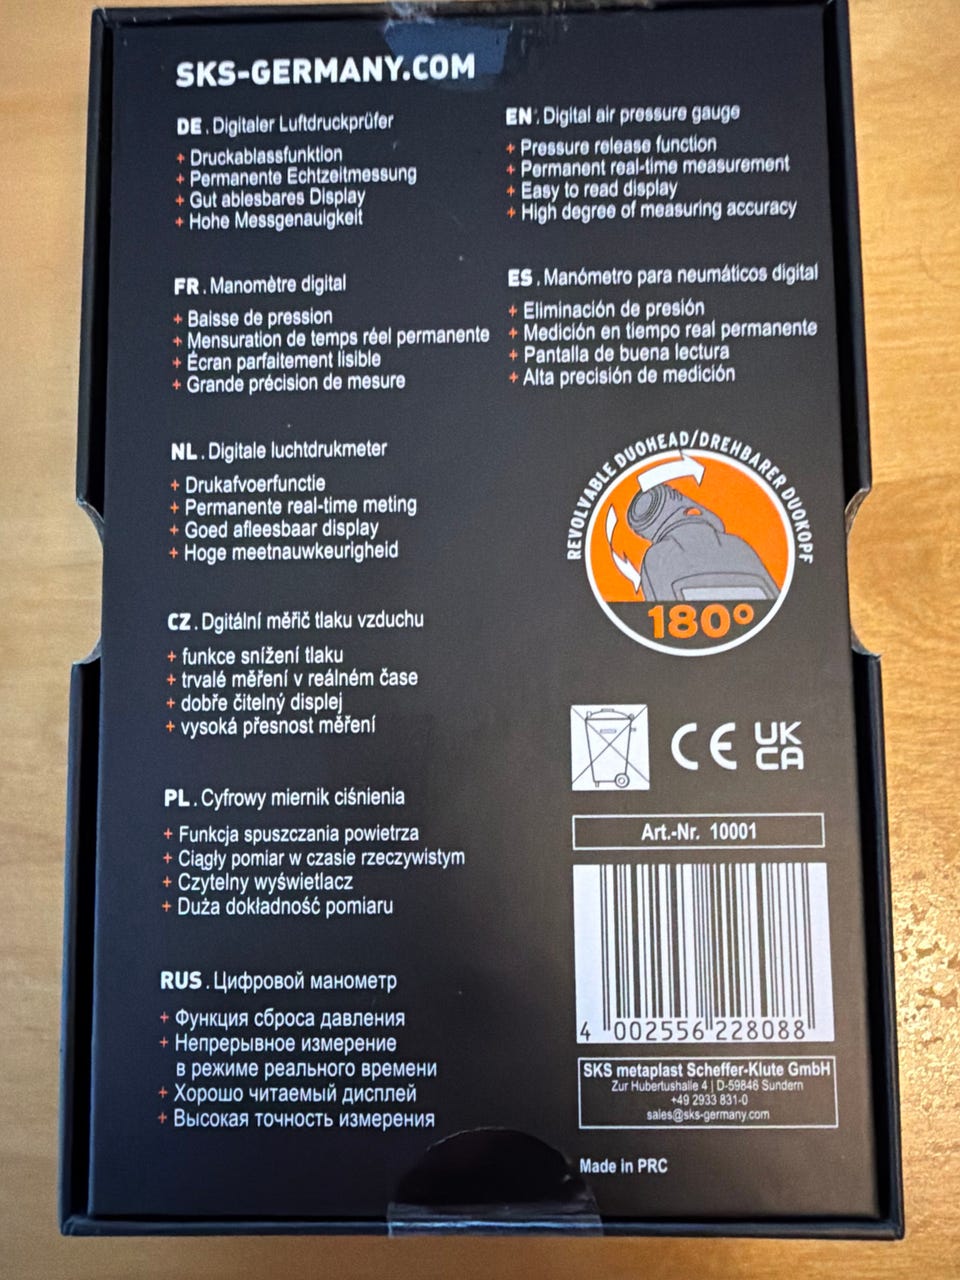 SKS-GERMANY.COM
DE . Digitaler Luftdruckprüfer
+ Druckablassfunktion
+ Permanente Echtzeitmessung
+ Gut ablesbares Display
+ Hohe Messgenauigkeit
EN . Digital air pressure gauge
+ Pressure release function
+ Permanent real-time measurement
+ Easy to read display
+ High degree of measuring accuracy
FR . Manomètre digital
+ Baisse de pression
+ Mensuration de temps réel permanente
+ Écran parfaitement lisible
+ Grande précision de mesure
ES . Manómetro para neumáticos digital
+ Eliminación de presión
+ Medición en tiempo real permanente
+ Pantalla de buena lectura
+ Alta precisión de medición
NL . Digitale luchtdrukmeter
+ Drukafvoerfunctie
+ Permanente real-time meting
+ Goed afleesbaar display
+ Hoge meetnauwkeurigheid
CZ . Dgitální měřič tlaku vzduchu
+ funkce snížení tlaku
+ trvalé měření v reálném čase
+ dobře čitelný displej
+ vysoká přesnost měření
PL . Cyfrowy miernik ciśnienia
+ Funkcja spuszczania powietrza
+ Ciągły pomiar w czasie rzeczywistym
+ Czytelny wyświetlacz
+ Duża dokładność pomiaru
RUS . Цифровой манометр
+ Функция сброса давления
+ Непрерывное измерение
в режиме реального времени
+ Хорошо читаемый дисплей
+ Высокая точность измерения
REVOLVABLE DUOHEAD/DREHBARER DUOKOPF
180°
CE
UK
CA
Art.-Nr. 10001
4 002556 228088
SKS metaplast Scheffer-Klute GmbH
Zur Hubertushalle 4 | D-59846 Sundern
+49 2933 831-0
sales@sks-germany.com
Made in PRC